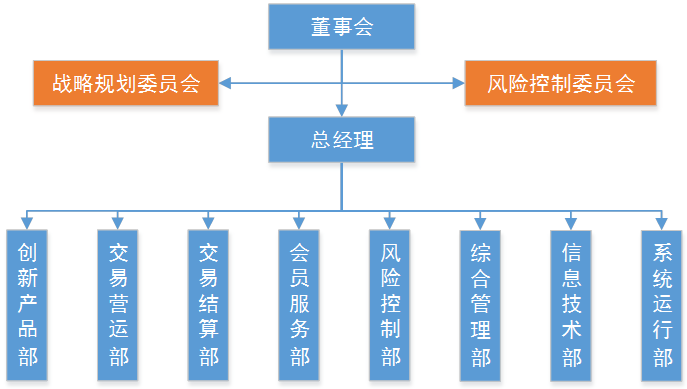 董事会
战略规划委员会
风险控制委员会
总经理
创新产品部
交易营运部
交易结算部
会员服务部
风险控制部
综合管理部
信息技术部
系统运行部